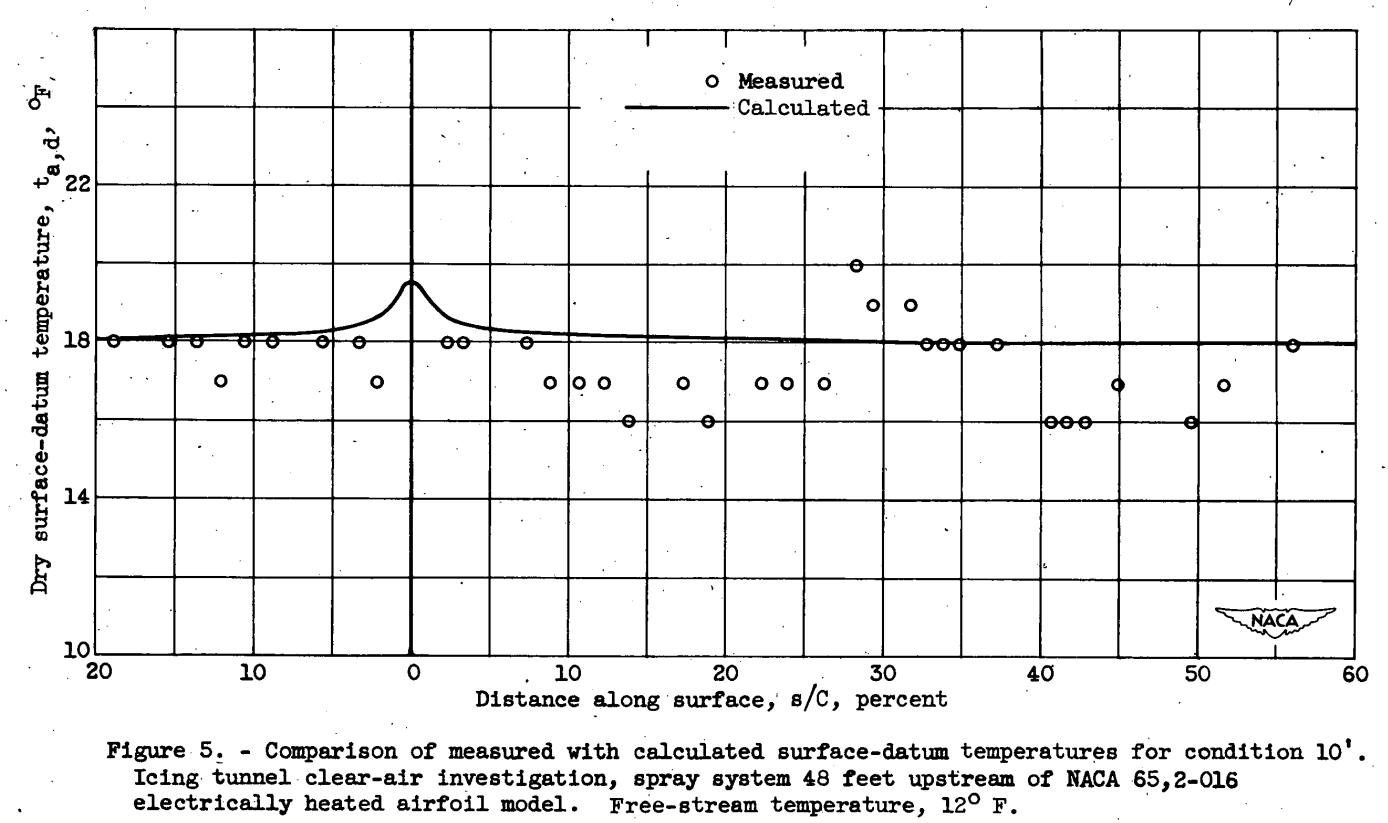 Measured
Calculated
Dry surface-datum temperature, ta,d, °F
22
18
14
10
20 10 0 10 20 30 40 50 60
Distance along surface, s/C, percent
NACA
Figure 5. - Comparison of measured with calculated surface-datum temperatures for condition 10'.
Icing tunnel clear-air investigation, spray system 48 feet upstream of NACA 65,2-016
electrically heated airfoil model. Free-stream temperature, 12° F.